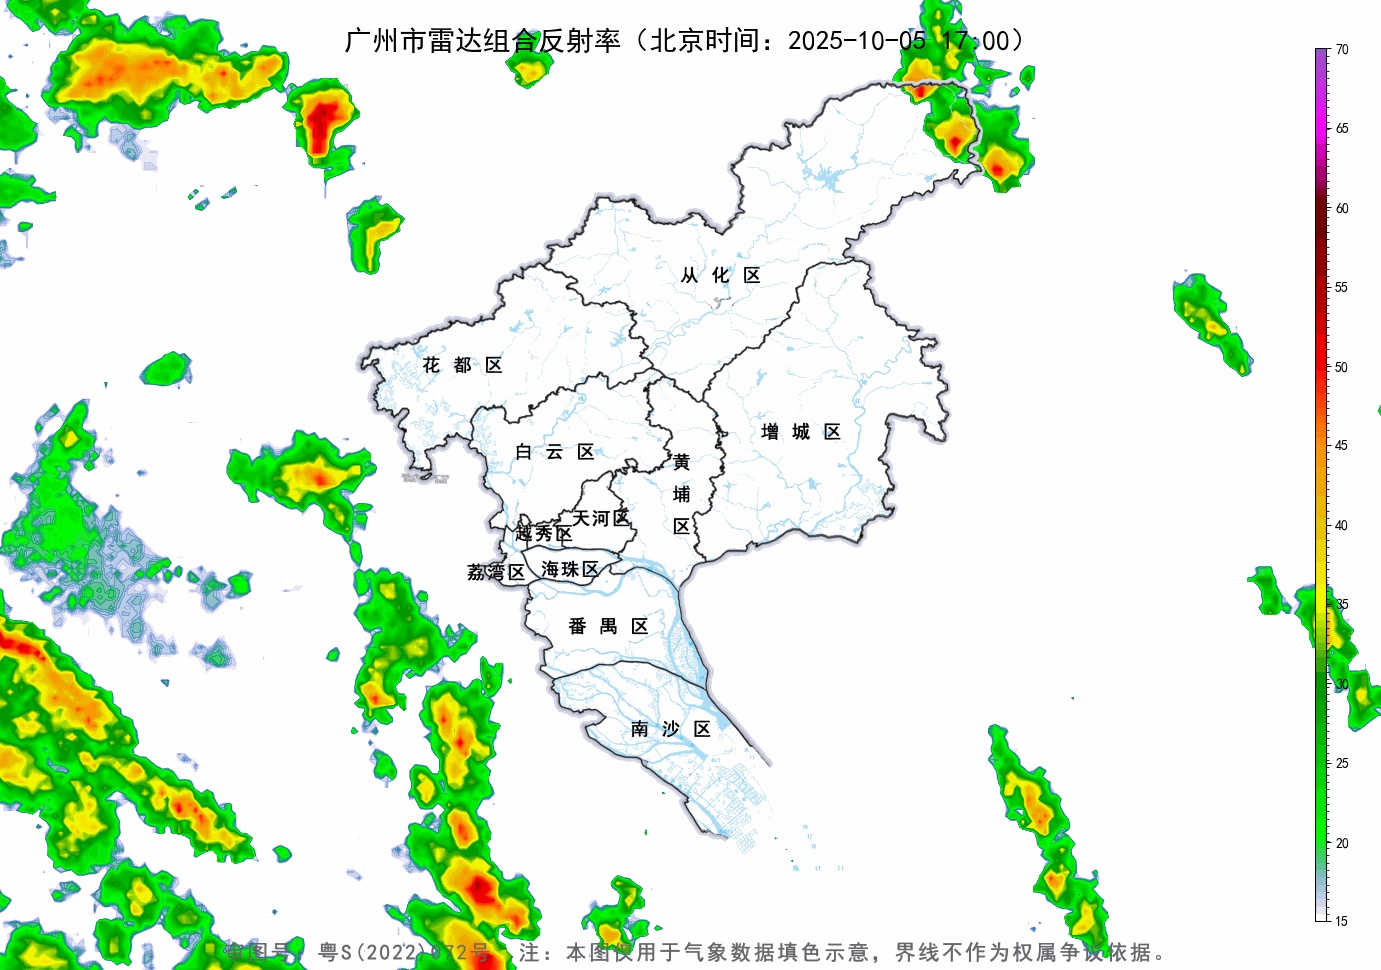 广州市雷达组合反射率（北京时间：2025-10-05 17:00）
70
65
60
55
50
45
40
35
30
25
20
15
从化区
花都区
增城区
白云区
黄埔区
天河区
越秀区
荔湾区
海珠区
番禺区
南沙区
审图号：粤S(2022)072号 注：本图仅用于气象数据填色示意，界线不作为权属争议依据。